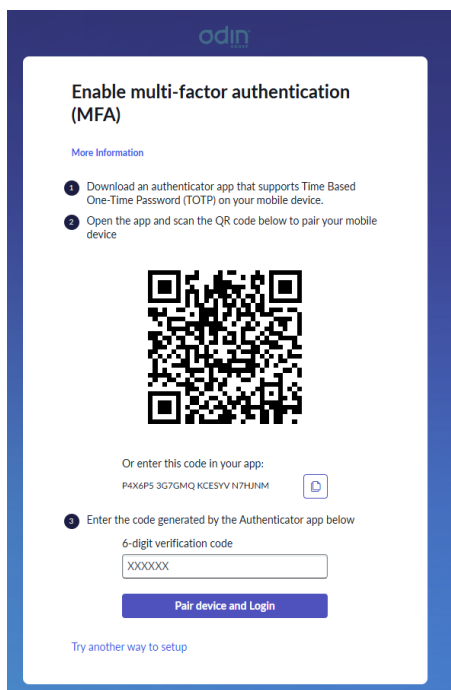 odin
Enable multi-factor authentication
(MFA)
More Information
1 Download an authenticator app that supports Time Based
One-Time Password (TOTP) on your mobile device.
2 Open the app and scan the QR code below to pair your mobile
device
Or enter this code in your app:
P4X6P5 3G7GMQ KCESYV N7HJNM
3 Enter the code generated by the Authenticator app below
6-digit verification code
XXXXXX
Pair device and Login
Try another way to setup